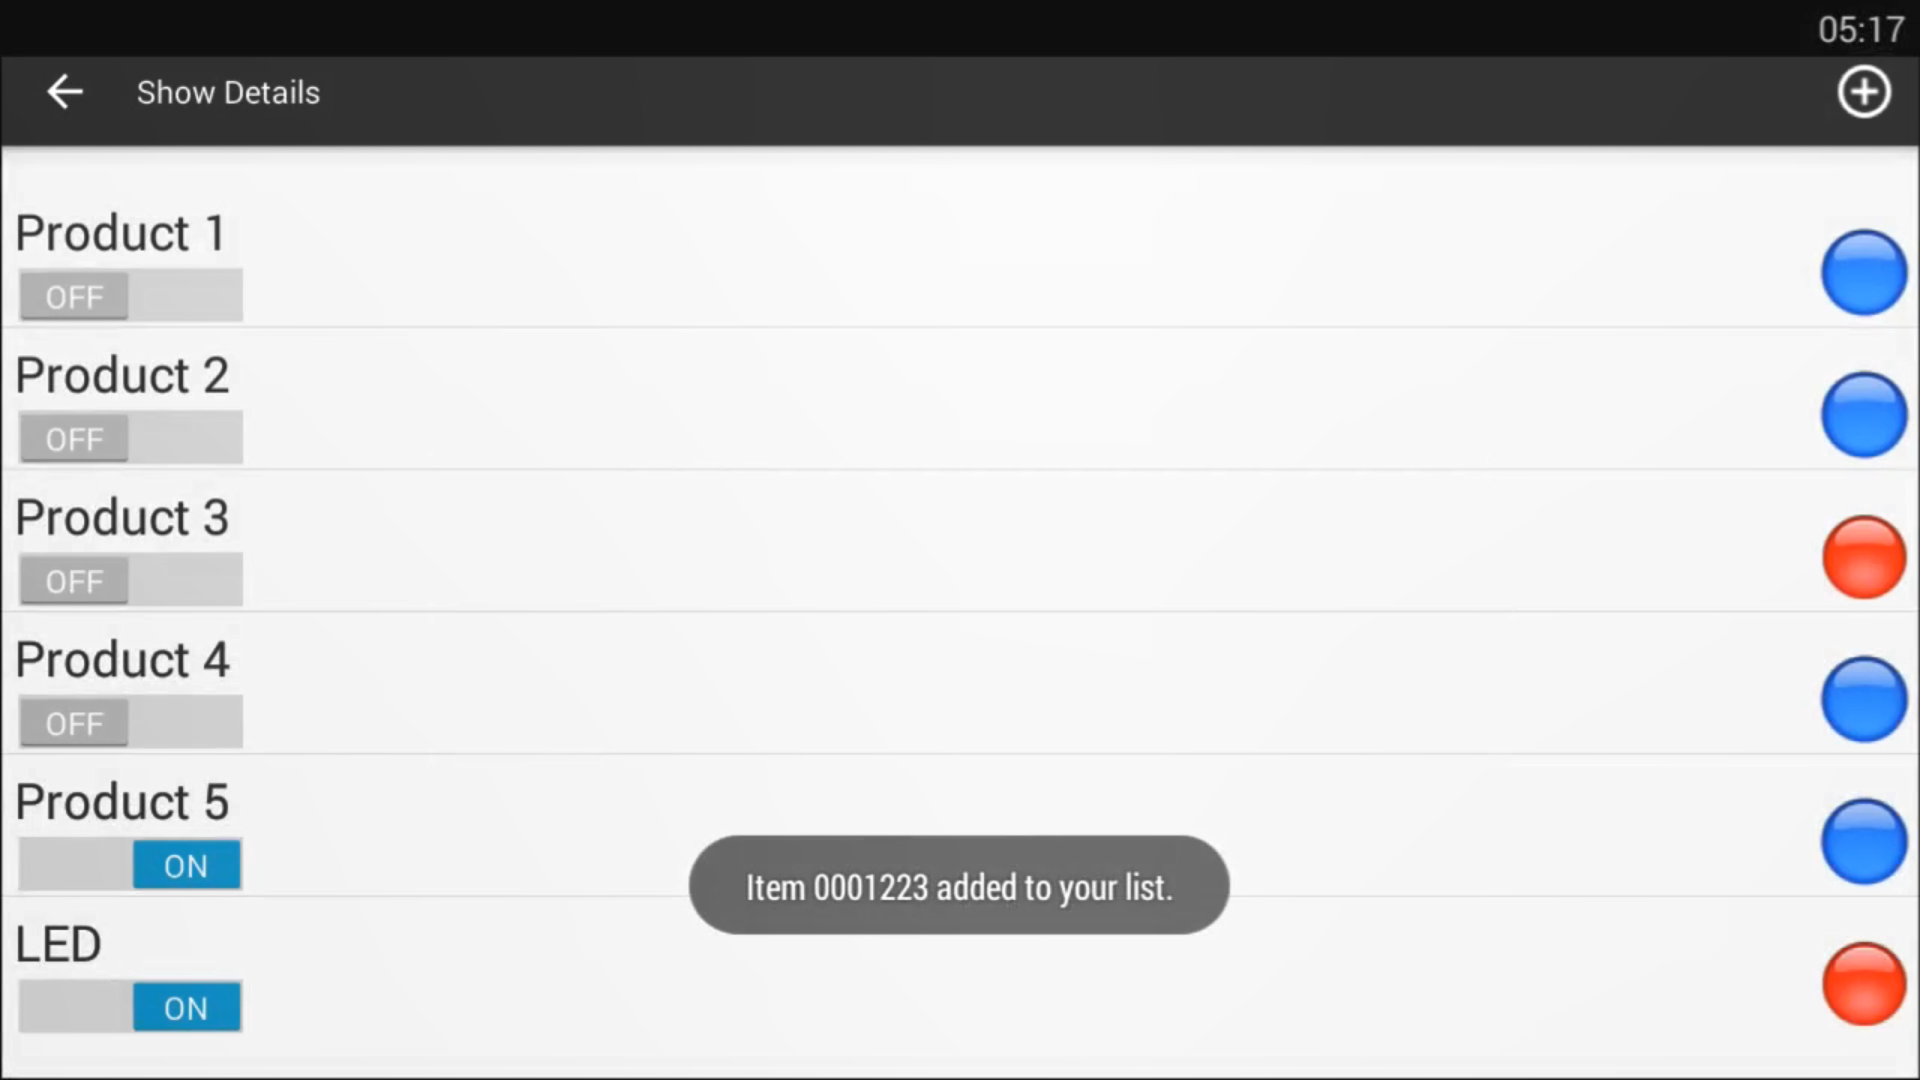 05:17
Show Details
Product 1
OFF
Product 2
OFF
Product 3
OFF
Product 4
OFF
Product 5
ON
Item 0001223 added to your list.
LED
ON